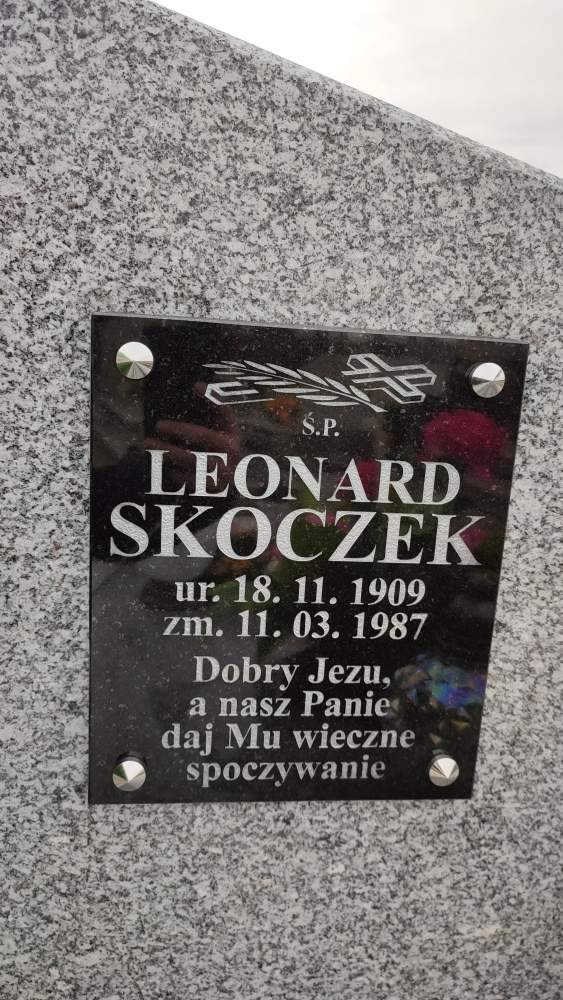 Ś.P.
LEONARD
SKOCZEK
ur. 18. 11. 1909
zm. 11. 03. 1987
Dobry Jezu,
a nasz Panie
daj Mu wieczne
spoczywanie